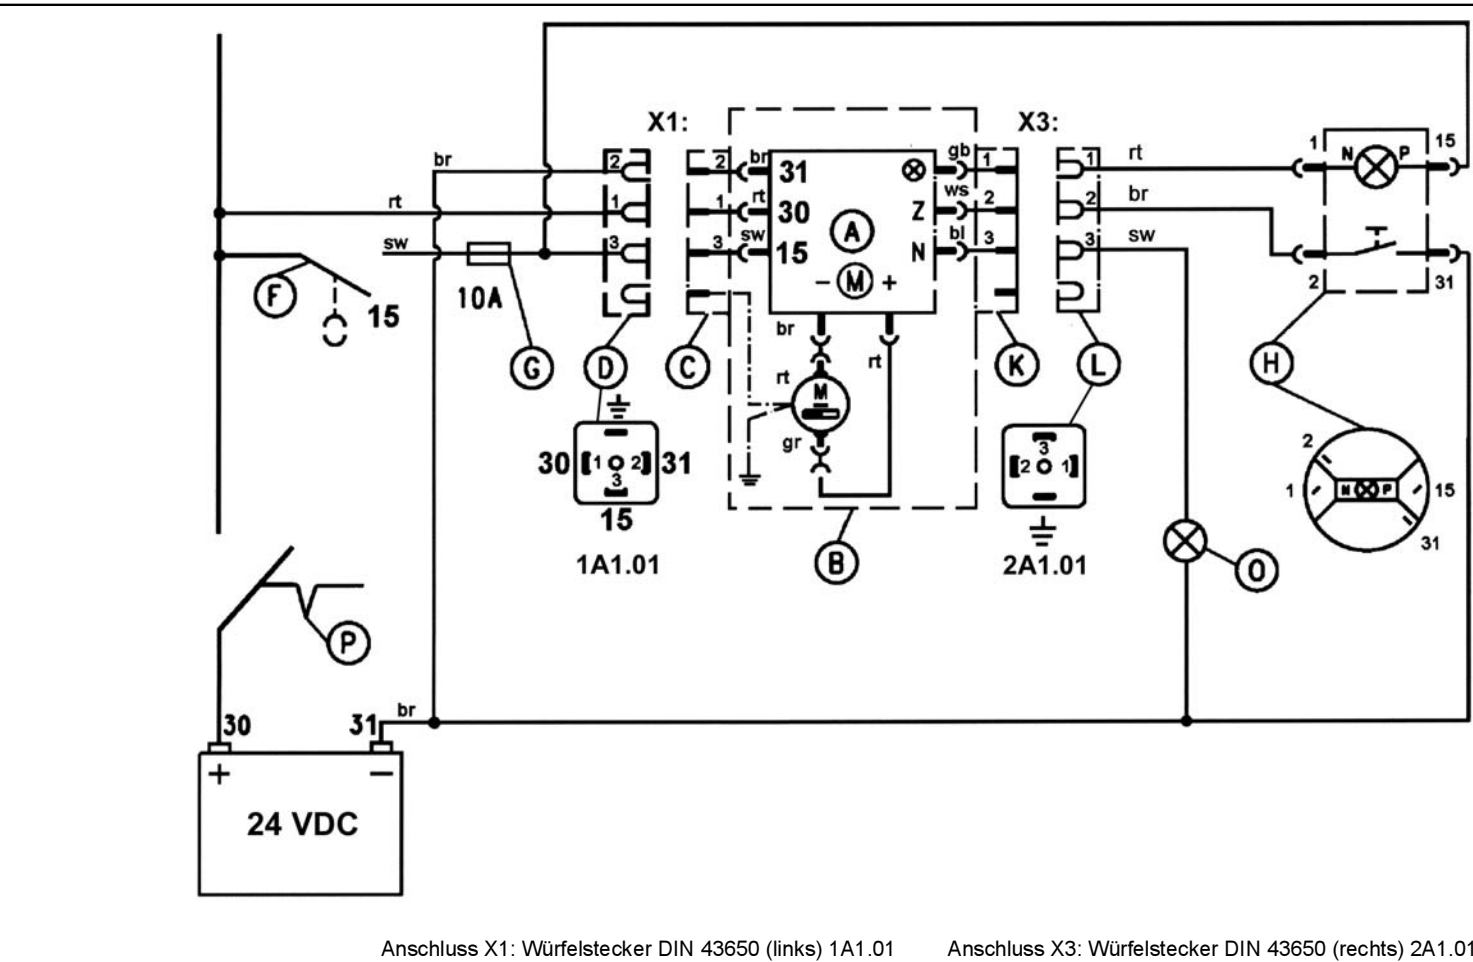 X1: X3:
br 2 2 br 31 gb 1 1 rt 1 15
N P
rt 1 1 rt 30 Z ws 2 2 br
A
sw 3 3 sw 15 N bl 3 3 sw
- M +
F 15 10A 2 31
br rt
G D C K L H
rt M
gr
30 1 2 31 2 3 1
3
15
1A1.01 2A1.01
2
1 N P 15
31
B O
P
30 31 br
+ -
24 VDC
Anschluss X1: Würfelstecker DIN 43650 (links) 1A1.01 Anschluss X3: Würfelstecker DIN 43650 (rechts) 2A1.01